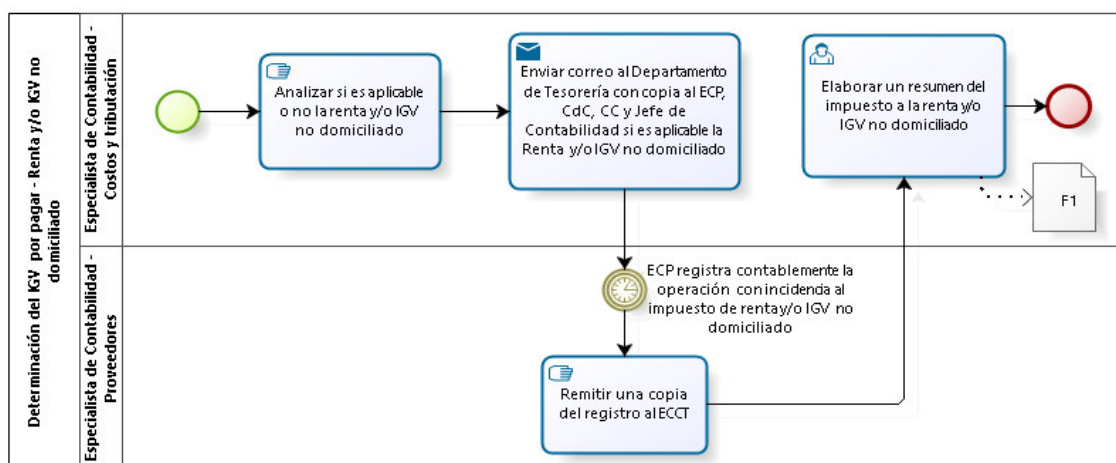 Determinación del IGV por pagar - Renta y/o IGV no
domiciliado
Especialista de Contabilidad -
Costos y tributación
Analizar si es aplicable
o no la renta y/o IGV
no domiciliado
Enviar correo al Departamento
de Tesorería con copia al ECP,
CdC, CC y Jefe de
Contabilidad si es aplicable la
Renta y/o IGV no domiciliado
Elaborar un resumen del
impuesto a la renta y/o
IGV no domiciliado
F1
Especialista de Contabilidad -
Proveedores
ECP registra contablemente la
operación con incidencia al
impuesto de renta y/o IGV no
domiciliado
Remitir una copia
del registro al ECCT